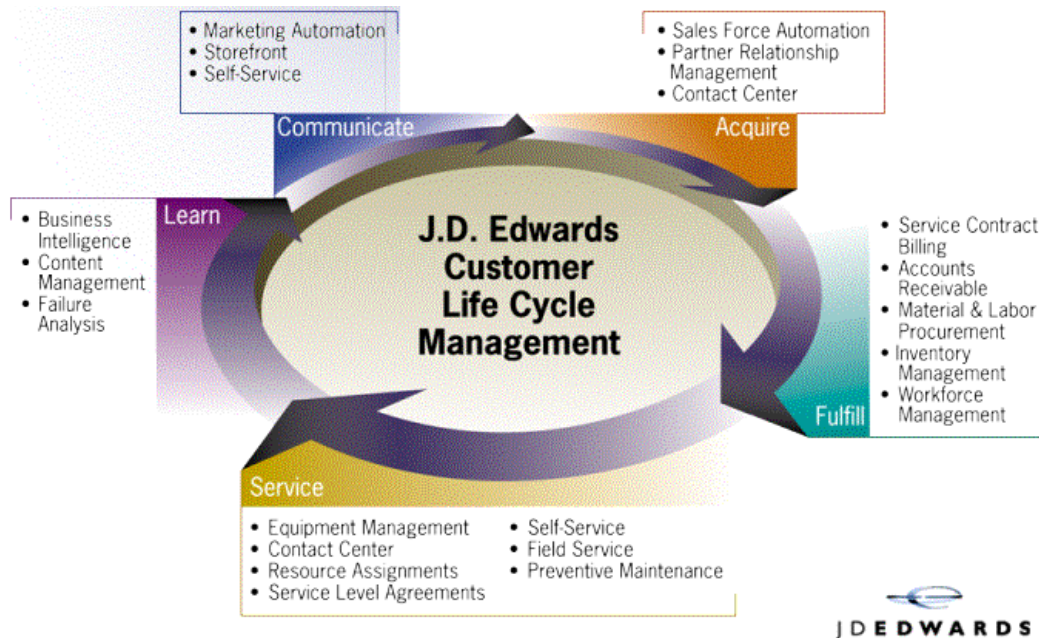 • Marketing Automation
• Storefront
• Self-Service
Communicate
• Sales Force Automation
• Partner Relationship
Management
• Contact Center
Acquire
Learn
• Business
Intelligence
• Content
Management
• Failure
Analysis
J.D. Edwards
Customer
Life Cycle
Management
• Service Contract
Billing
• Accounts
Receivable
• Material & Labor
Procurement
• Inventory
Management
• Workforce
Management
Fulfill
Service
• Equipment Management
• Contact Center
• Resource Assignments
• Service Level Agreements
• Self-Service
• Field Service
• Preventive Maintenance
JDEDWARDS